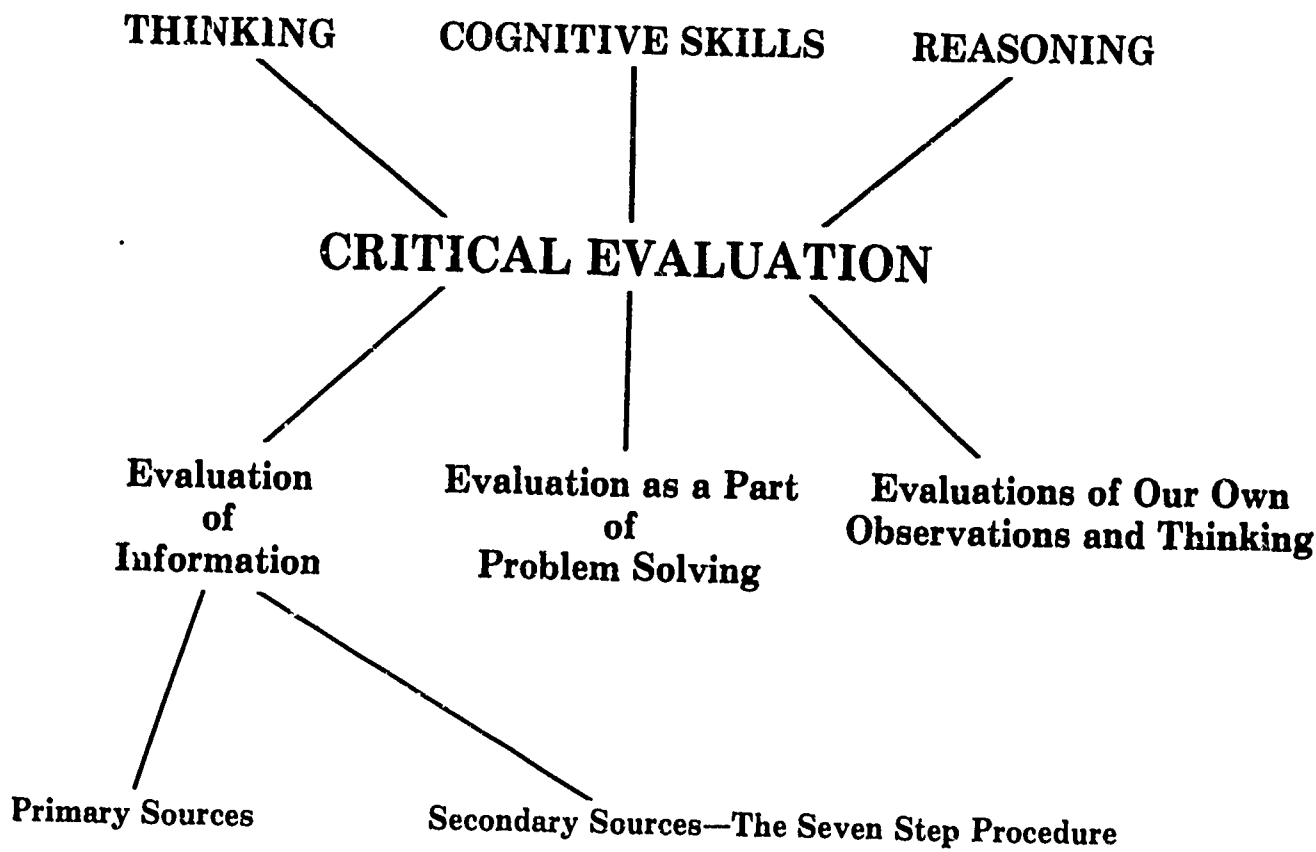 THINKING COGNITIVE SKILLS REASONING
CRITICAL EVALUATION
Evaluation
of
Information
Evaluation as a Part
of
Problem Solving
Evaluations of Our Own
Observations and Thinking
Primary Sources
Secondary Sources—The Seven Step Procedure